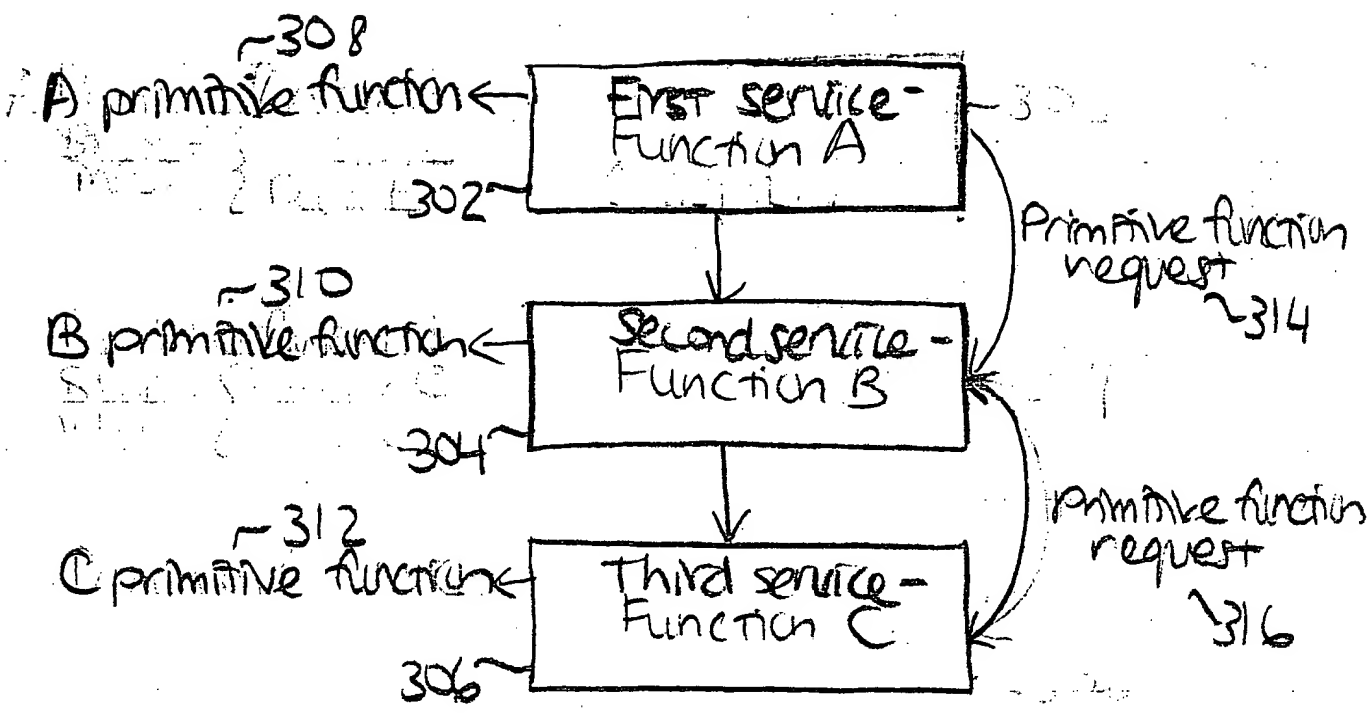 ~308
A primitive function
First service-
Function A
302
Primitive function
request
~314
~310
B primitive function
Second service-
Function B
304
~312
C primitive function
Third service-
Function C
306
primitive function
request
~316